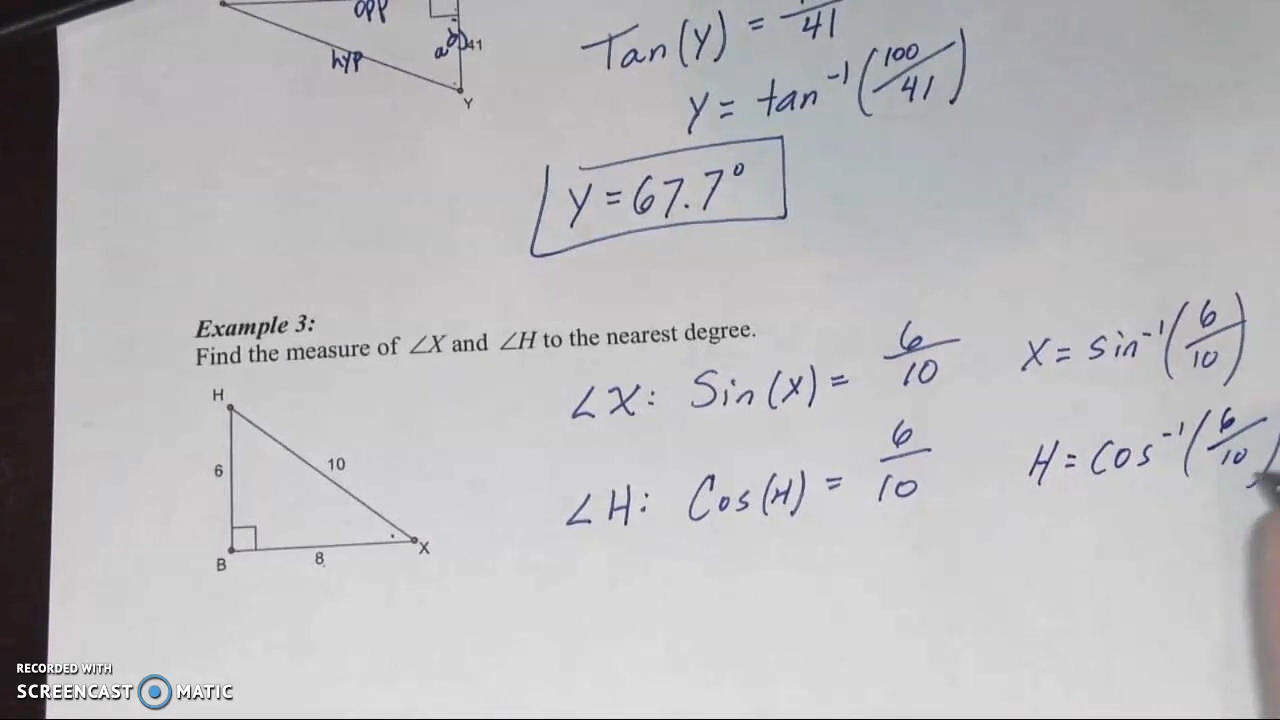 opp
hyp
adj
41
Y
Tan(Y) = /41
Y = tan⁻¹(100/41)
Y = 67.7°
Example 3:
Find the measure of ∠X and ∠H to the nearest degree.
H
6
10
B
8
X
∠X: Sin(X) = 6/10
X = sin⁻¹(6/10)
∠H: Cos(H) = 6/10
H = Cos⁻¹(6/10)
RECORDED WITH
SCREENCAST MATIC